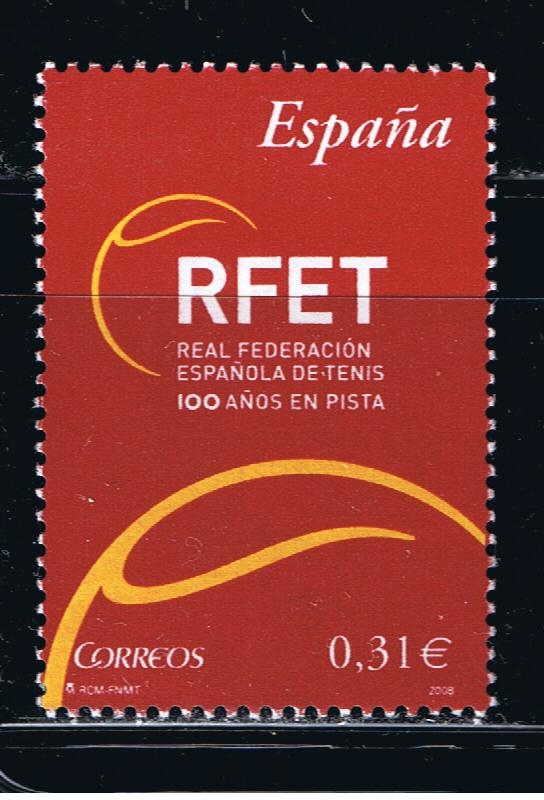 España
RFET
REAL FEDERACIÓN
ESPAÑOLA DE TENIS
100 AÑOS EN PISTA
CORREOS
0,31€
RCM-FNMT
2008